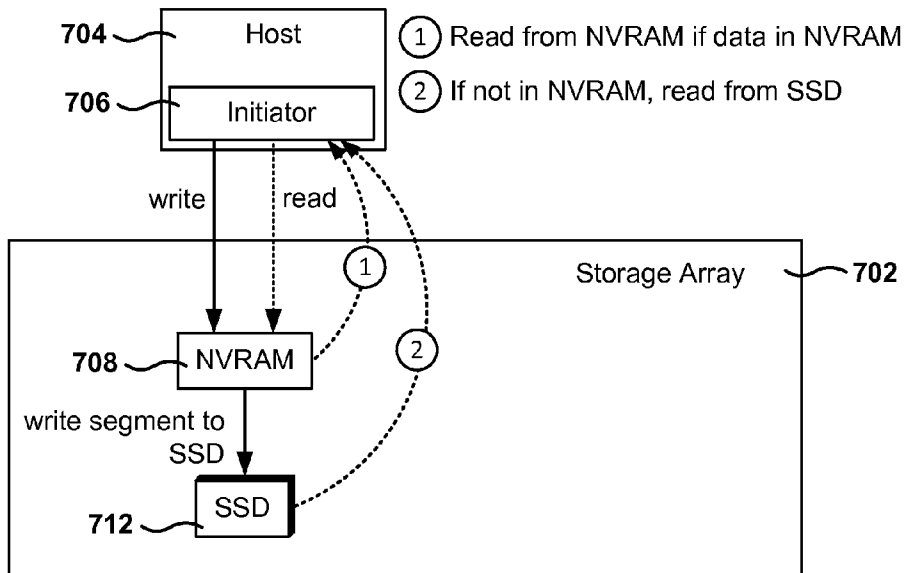 704
Host
1 Read from NVRAM if data in NVRAM
706
Initiator
2 If not in NVRAM, read from SSD
write
read
1
Storage Array
702
708
NVRAM
2
write segment to
SSD
SSD
712